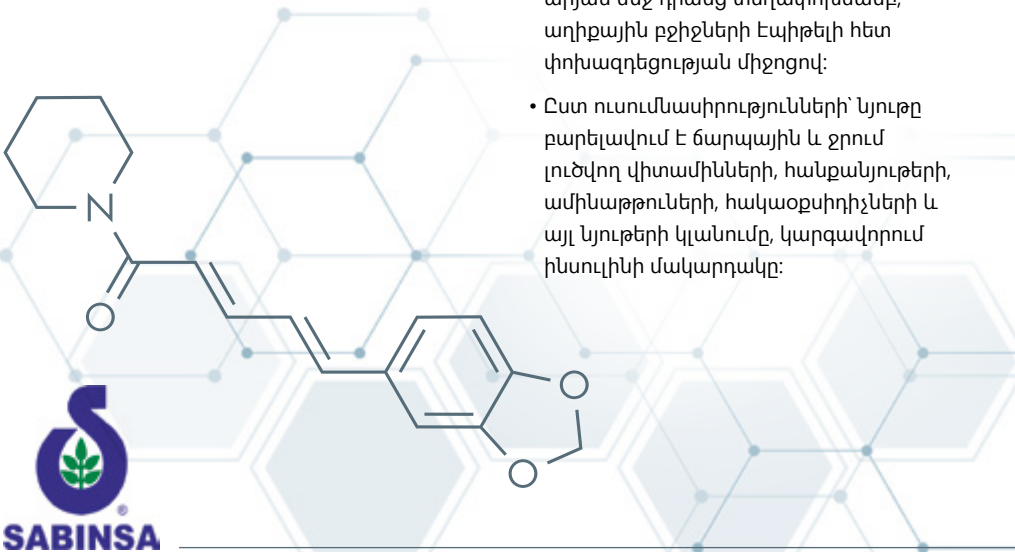 աղիքային բջիջների էպիթելի հետ
փոխազդեցության միջոցով:
• Ըստ ուսումնասիրությունների՝ նյութը
բարելավում է ճարպային և ջրում
լուծվող վիտամինների, հանքանյութերի,
ամինաթթուների, հակաօքսիդիչների և
այլ նյութերի կլանումը, կարգավորում
ինսուլինի մակարդակը:
N
O
O
O
®
SABINSA